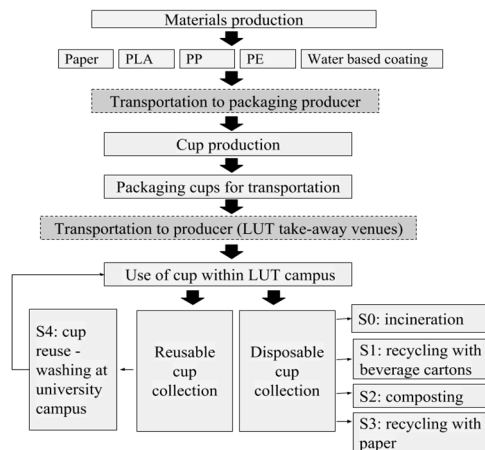 Materials production
Paper
PLA
PP
PE
Water based coating
Transportation to packaging producer
Cup production
Packaging cups for transportation
Transportation to producer (LUT take-away venues)
Use of cup within LUT campus
S4: cup
reuse -
washing at
university
campus
Reusable
cup
collection
Disposable
cup
collection
S0: incineration
S1: recycling with
beverage cartons
S2: composting
S3: recycling with
paper